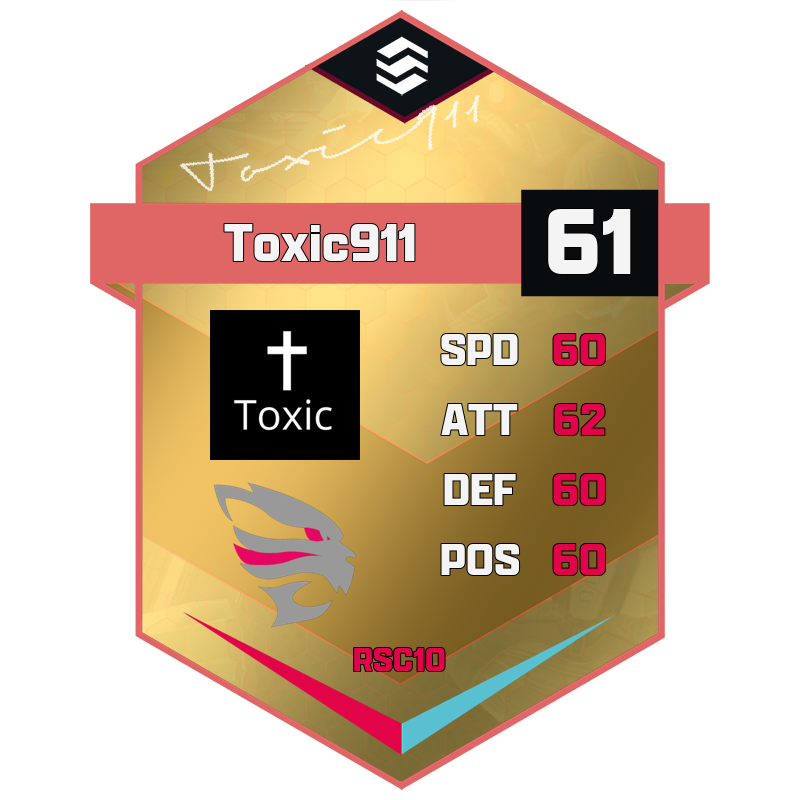 Toxic911
Toxic911 61
Toxic
SPD 60
ATT 62
DEF 60
POS 60
RSC10